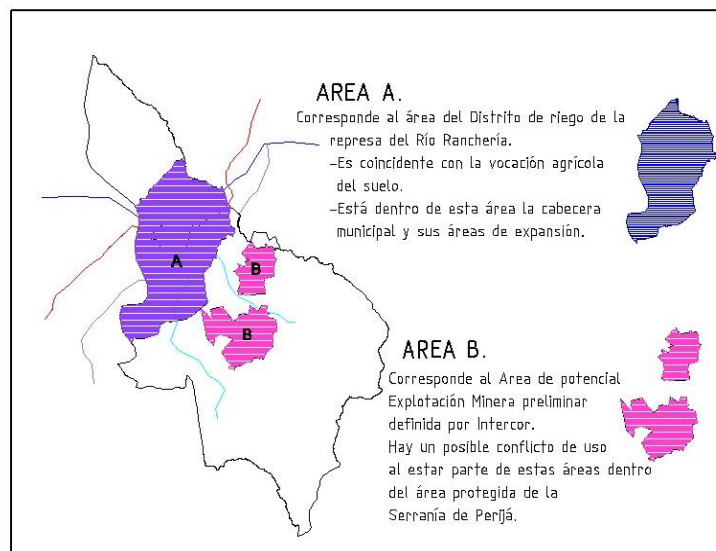 AREA A.
Corresponde al área del Distrito de riego de la
represa del Río Ranchería.
-Es coincidente con la vocación agrícola
del suelo.
-Está dentro de esta área la cabecera
municipal y sus áreas de expansión.
A
B
B
AREA B.
Corresponde al Area de potencial
Explotación Minera preliminar
definida por Intercor.
Hay un posible conflicto de uso
al estar parte de estas áreas dentro
del área protegida de la
Serranía de Perijá.